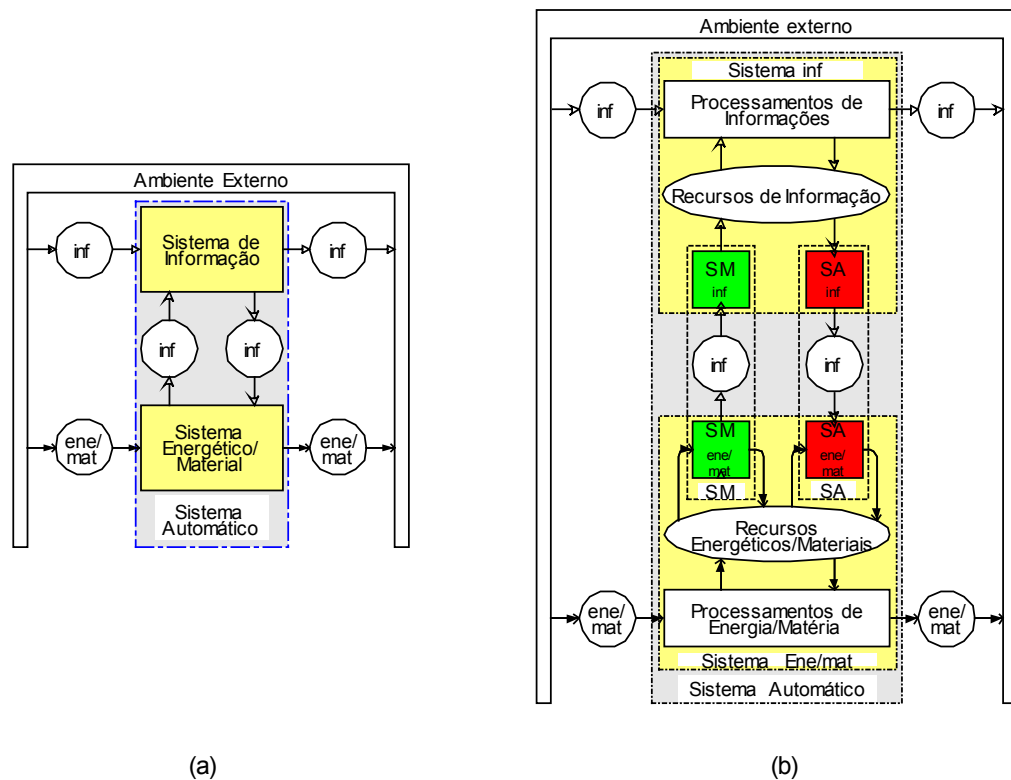 Ambiente Externo
inf
Sistema de
Informação
inf
inf
inf
ene/
mat
Sistema
Energético/
Material
ene/
mat
Sistema
Automático
(a)
Ambiente externo
Sistema inf
inf
Processamentos de
Informações
inf
Recursos de Informação
SM
inf
SA
inf
inf
inf
SM
ene/
mat
SM
SA
ene/
mat
SA
Recursos
Energéticos/Materiais
ene/
mat
Processamentos de
Energia/Matéria
ene/
mat
Sistema Ene/mat
Sistema Automático
(b)